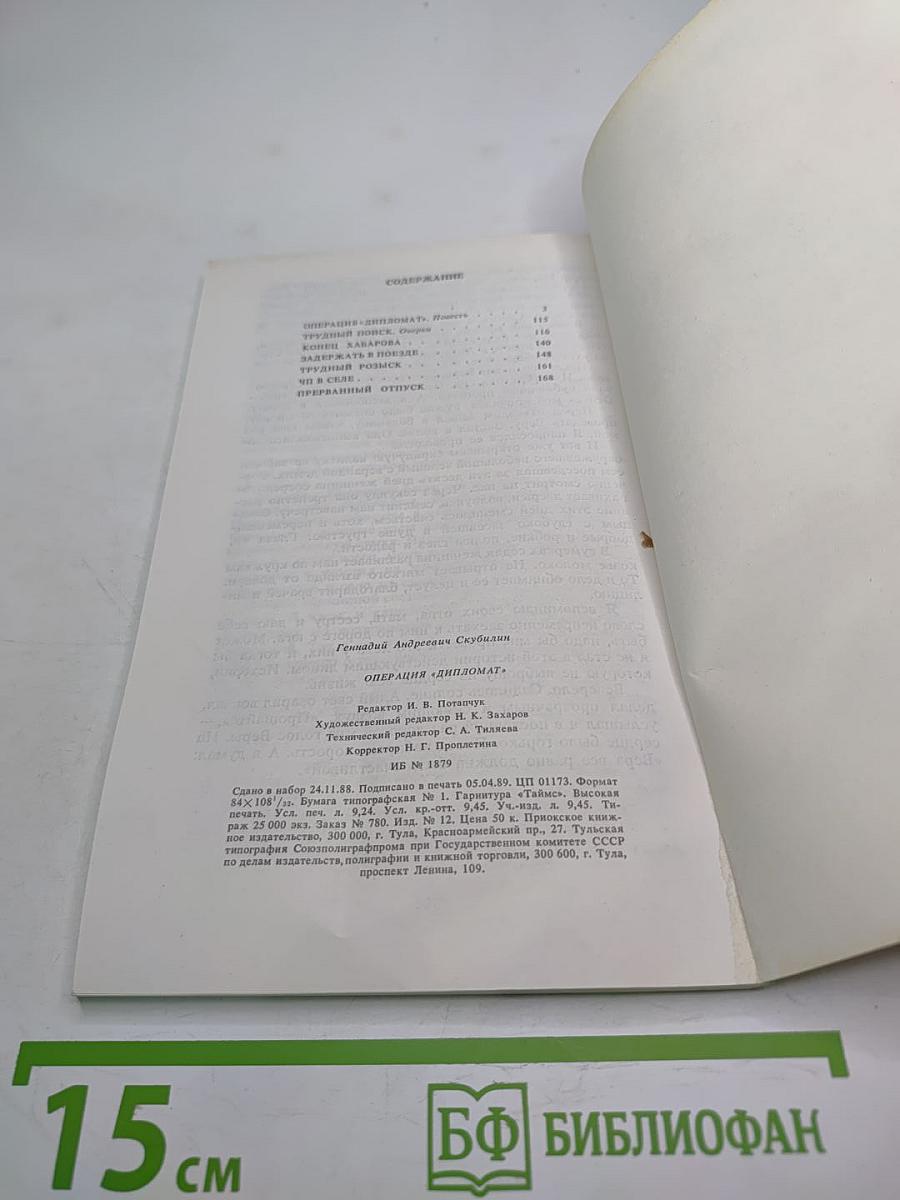 СОДЕРЖАНИЕ
ОПЕРАЦИЯ «ДИПЛОМАТ». Повесть . . . . . 3
ТРУДНЫЙ ПОИСК. Очерки . . . . . 115
КОНЕЦ ХАБАРОВА . . . . . 116
ЗАДЕРЖАТЬ В ПОЕЗДЕ . . . . . 140
ТРУДНЫЙ РОЗЫСК . . . . . 148
ЧП В СЕЛЕ . . . . . 161
ПРЕРВАННЫЙ ОТПУСК . . . . . 168
Геннадий Андреевич Скубилин
ОПЕРАЦИЯ «ДИПЛОМАТ»
Редактор И. В. Потапчук
Художественный редактор Н. К. Захаров
Технический редактор С. А. Тиляева
Корректор Н. Г. Проплетина
ИБ № 1879
Сдано в набор 24.11.88. Подписано в печать 05.04.89. ЦП 01173. Формат
84×108¹/₃₂. Бумага типографская № 1. Гарнитура «Таймс». Высокая
печать. Усл. печ. л. 9,24. Усл. кр.-отт. 9,45. Уч.-изд. л. 9,45. Ти-
раж 25 000 экз. Заказ № 780. Изд. № 12. Цена 50 к. Приокское книж-
ное издательство, 300 000, г. Тула, Красноармейский пр., 27. Тульская
типография Союзполиграфпрома при Государственном комитете СССР
по делам издательств, полиграфии и книжной торговли, 300 600, г. Тула,
проспект Ленина, 109.
15 см
БФ БИБЛИОФАН